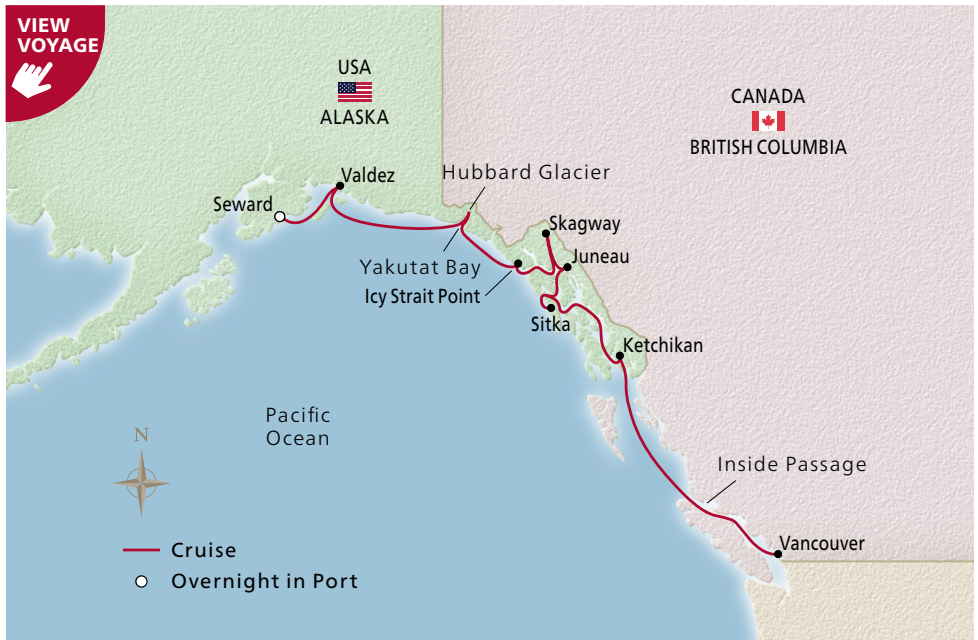 VIEW
VOYAGE
USA
ALASKA
CANADA
BRITISH COLUMBIA
Hubbard Glacier
Valdez
Seward
Skagway
Juneau
Yakutat Bay
Icy Strait Point
Sitka
Ketchikan
Pacific
Ocean
N
Inside Passage
Vancouver
Cruise
Overnight in Port